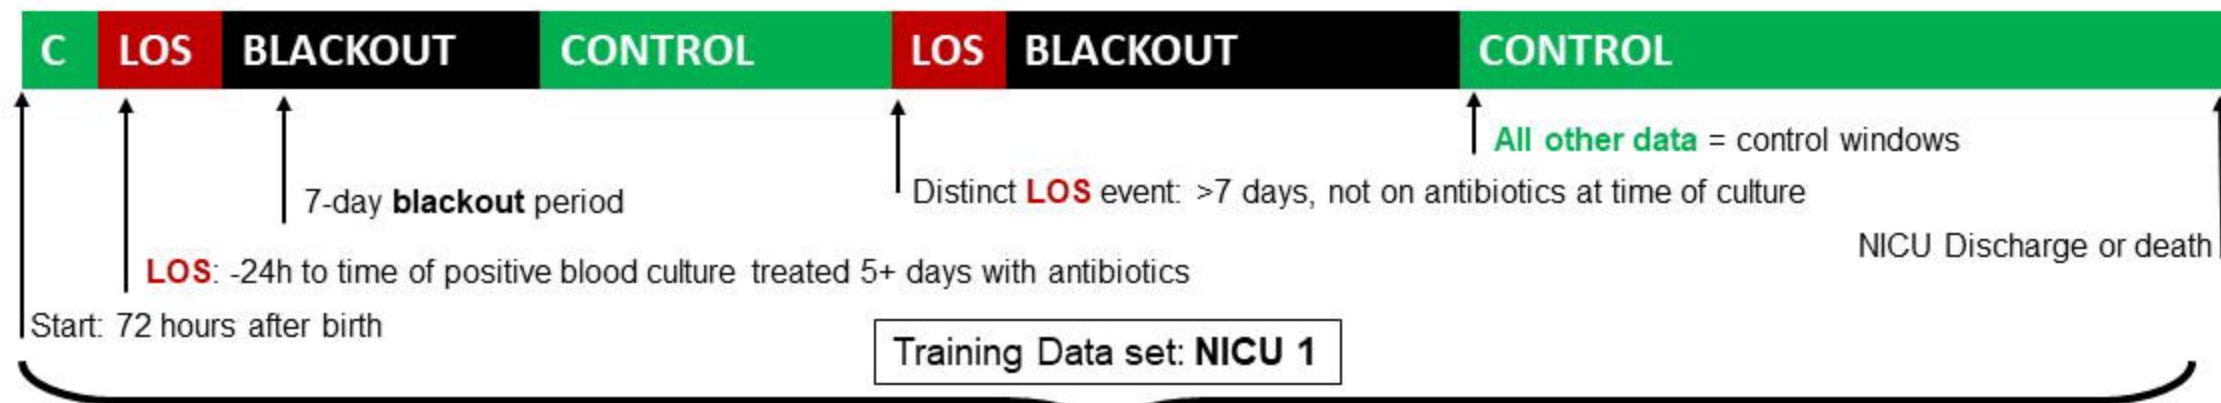 C LOS BLACKOUT CONTROL LOS BLACKOUT CONTROL
All other data = control windows
Distinct LOS event: >7 days, not on antibiotics at time of culture
7-day blackout period
NICU Discharge or death
LOS: -24h to time of positive blood culture treated 5+ days with antibiotics
Start: 72 hours after birth
Training Data set: NICU 1